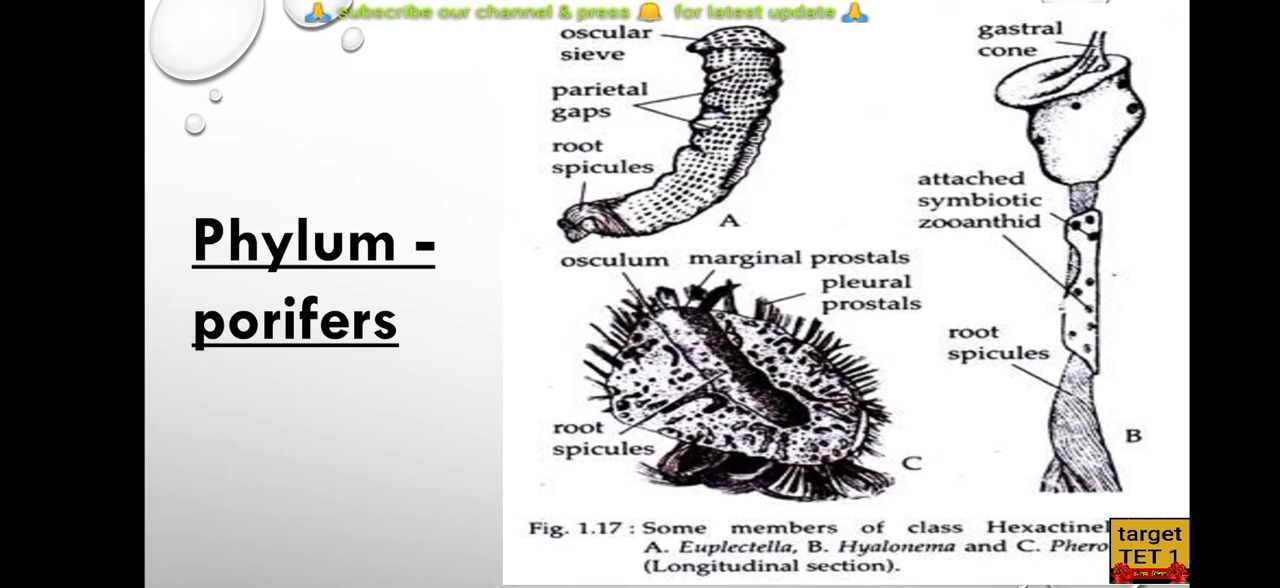 🙏 subscribe our channel & press 🔔 for latest update 🙏
Phylum -
porifers
oscular
sieve
parietal
gaps
root
spicules
A
gastral
cone
attached
symbiotic
zooanthid
root
spicules
B
osculum marginal prostals
pleural
prostals
root
spicules
C
Fig. 1.17 : Some members of class Hexactinel
A. Euplectella, B. Hyalonema and C. Phero
(Longitudinal section).
target
TET 1